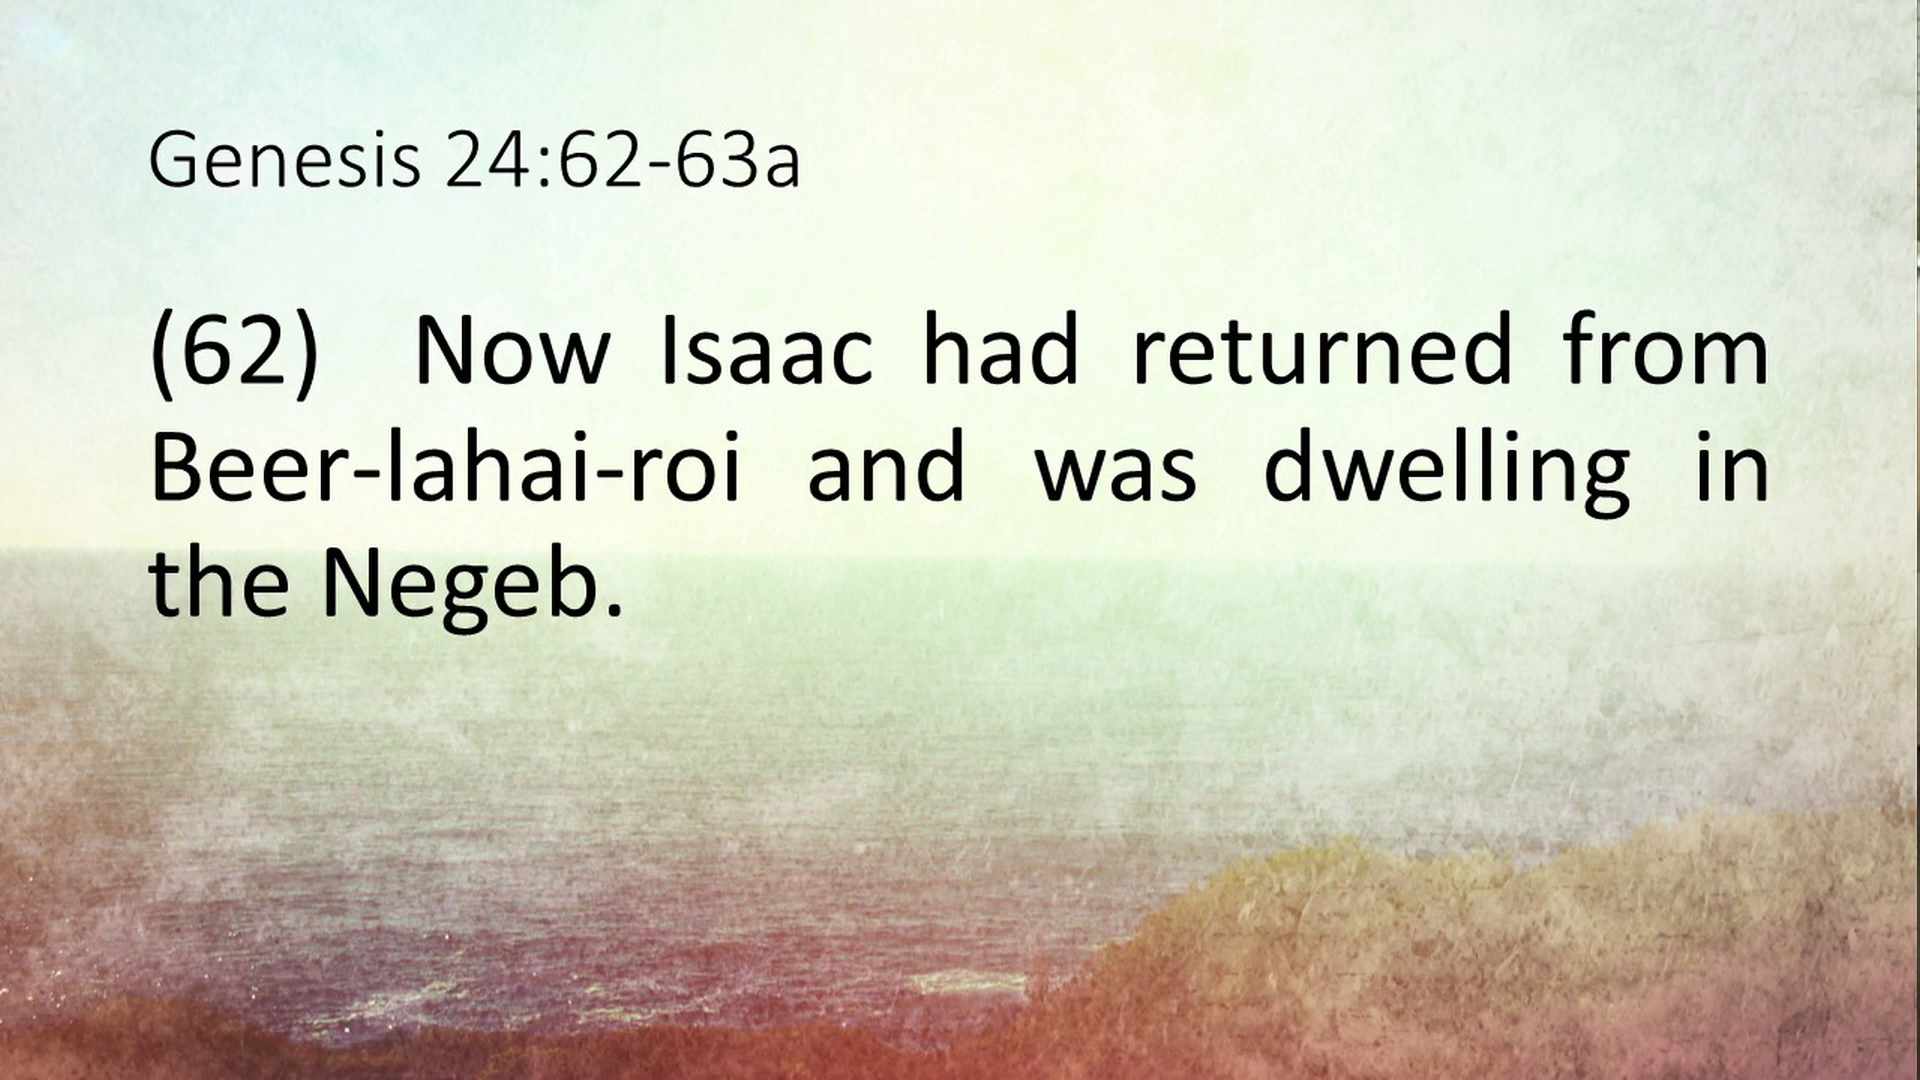 Genesis 24:62-63a
(62) Now Isaac had returned from
Beer-lahai-roi and was dwelling in
the Negeb.